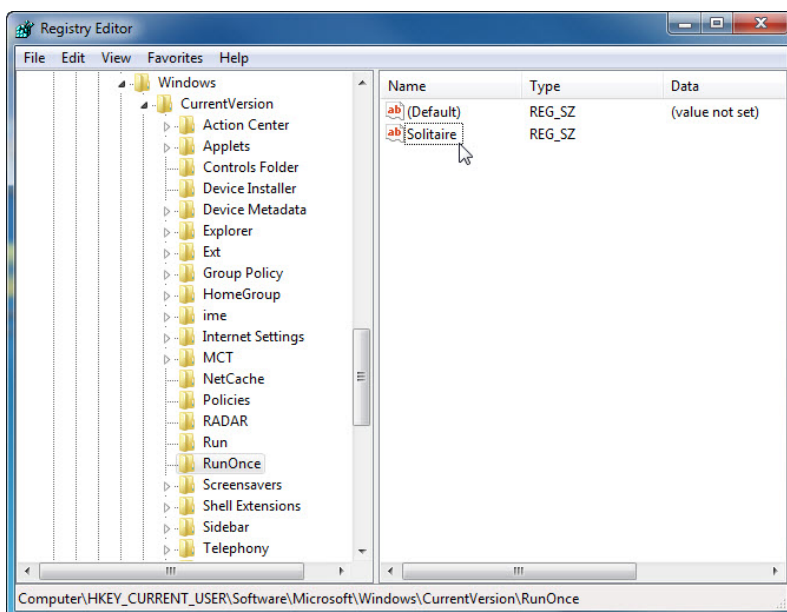 Registry Editor
File Edit View Favorites Help
Windows
CurrentVersion
Action Center
Applets
Controls Folder
Device Installer
Device Metadata
Explorer
Ext
Group Policy
HomeGroup
ime
Internet Settings
MCT
NetCache
Policies
RADAR
Run
RunOnce
Screensavers
Shell Extensions
Sidebar
Telephony
Name Type Data
ab (Default) REG_SZ (value not set)
ab Solitaire REG_SZ
Computer\HKEY_CURRENT_USER\Software\Microsoft\Windows\CurrentVersion\RunOnce